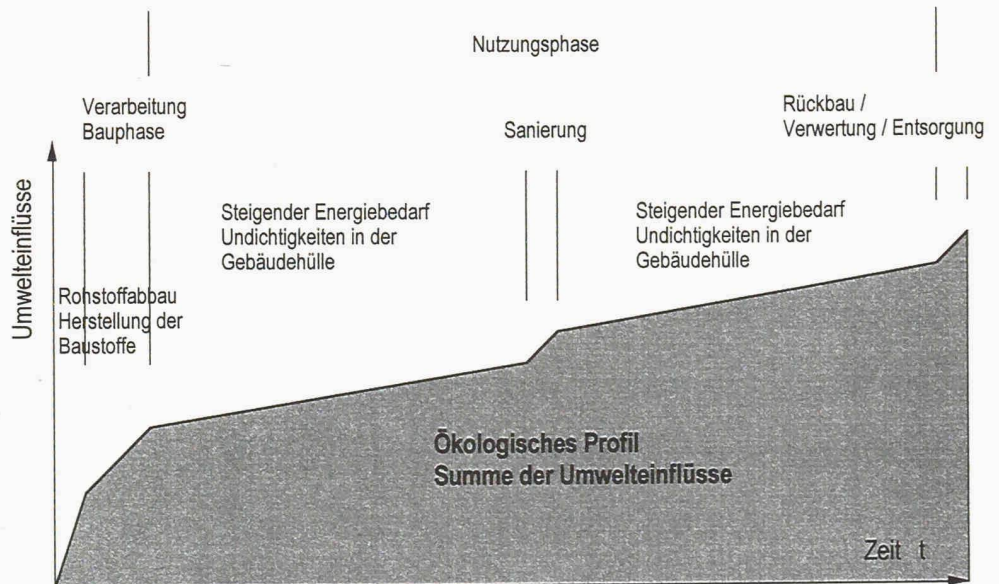 Nutzungsphase
Verarbeitung
Bauphase
Sanierung
Rückbau /
Verwertung / Entsorgung
Umwelteinflüsse
Steigender Energiebedarf
Undichtigkeiten in der
Gebäudehülle
Steigender Energiebedarf
Undichtigkeiten in der
Gebäudehülle
Rohstoffabbau
Herstellung der
Baustoffe
Ökologisches Profil
Summe der Umwelteinflüsse
Zeit t